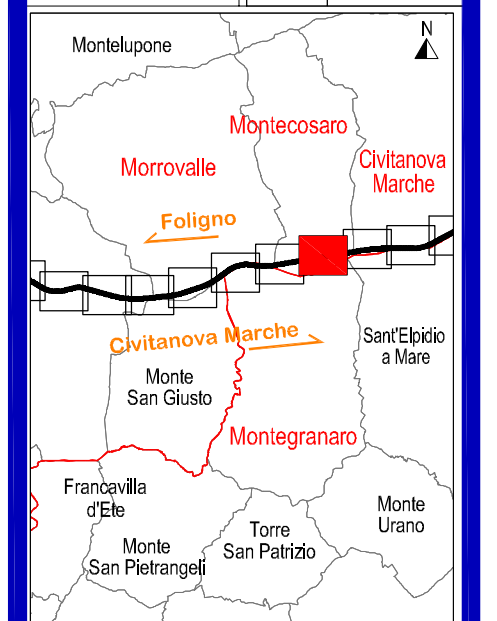 N
Montelupone
Montecosaro
Morrovalle
Civitanova
Marche
Foligno
Civitanova Marche
Sant'Elpidio
a Mare
Monte
San Giusto
Montegranaro
Francavilla
d'Ete
Monte
Urano
Torre
San Patrizio
Monte
San Pietrangeli